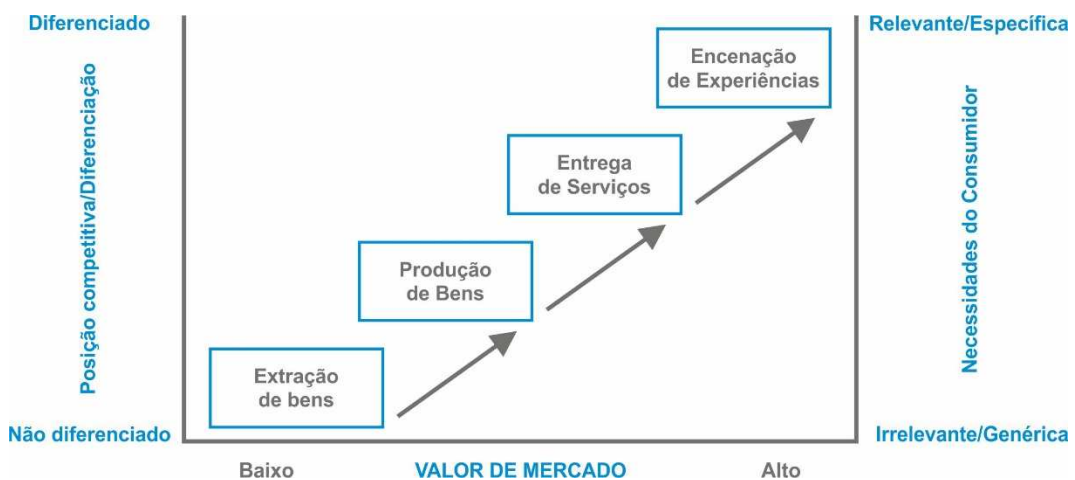 Diferenciado
Relevante/Específica
Posição competitiva/Diferenciação
Necessidades do Consumidor
Encenação
de Experiências
Entrega
de Serviços
Produção
de Bens
Extração
de bens
Não diferenciado
Irrelevante/Genérica
Baixo
VALOR DE MERCADO
Alto